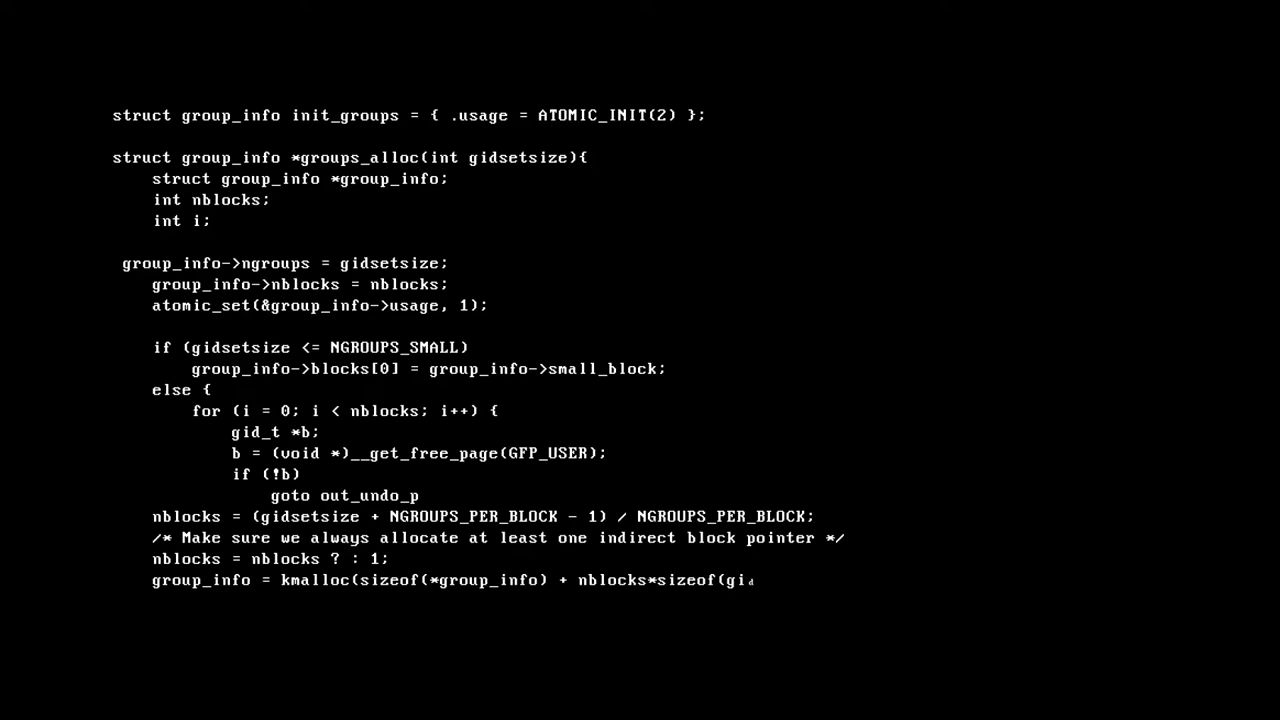 struct group_info init_groups = { .usage = ATOMIC_INIT(2) };
struct group_info *groups_alloc(int gidsetsize){
struct group_info *group_info;
int nblocks;
int i;
group_info->ngroups = gidsetsize;
group_info->nblocks = nblocks;
atomic_set(&group_info->usage, 1);
if (gidsetsize <= NGROUPS_SMALL)
group_info->blocks[0] = group_info->small_block;
else {
for (i = 0; i < nblocks; i++) {
gid_t *b;
b = (void *)__get_free_page(GFP_USER);
if (!b)
goto out_undo_p
nblocks = (gidsetsize + NGROUPS_PER_BLOCK - 1) / NGROUPS_PER_BLOCK;
/* Make sure we always allocate at least one indirect block pointer */
nblocks = nblocks ? : 1;
group_info = kmalloc(sizeof(*group_info) + nblocks*sizeof(gid